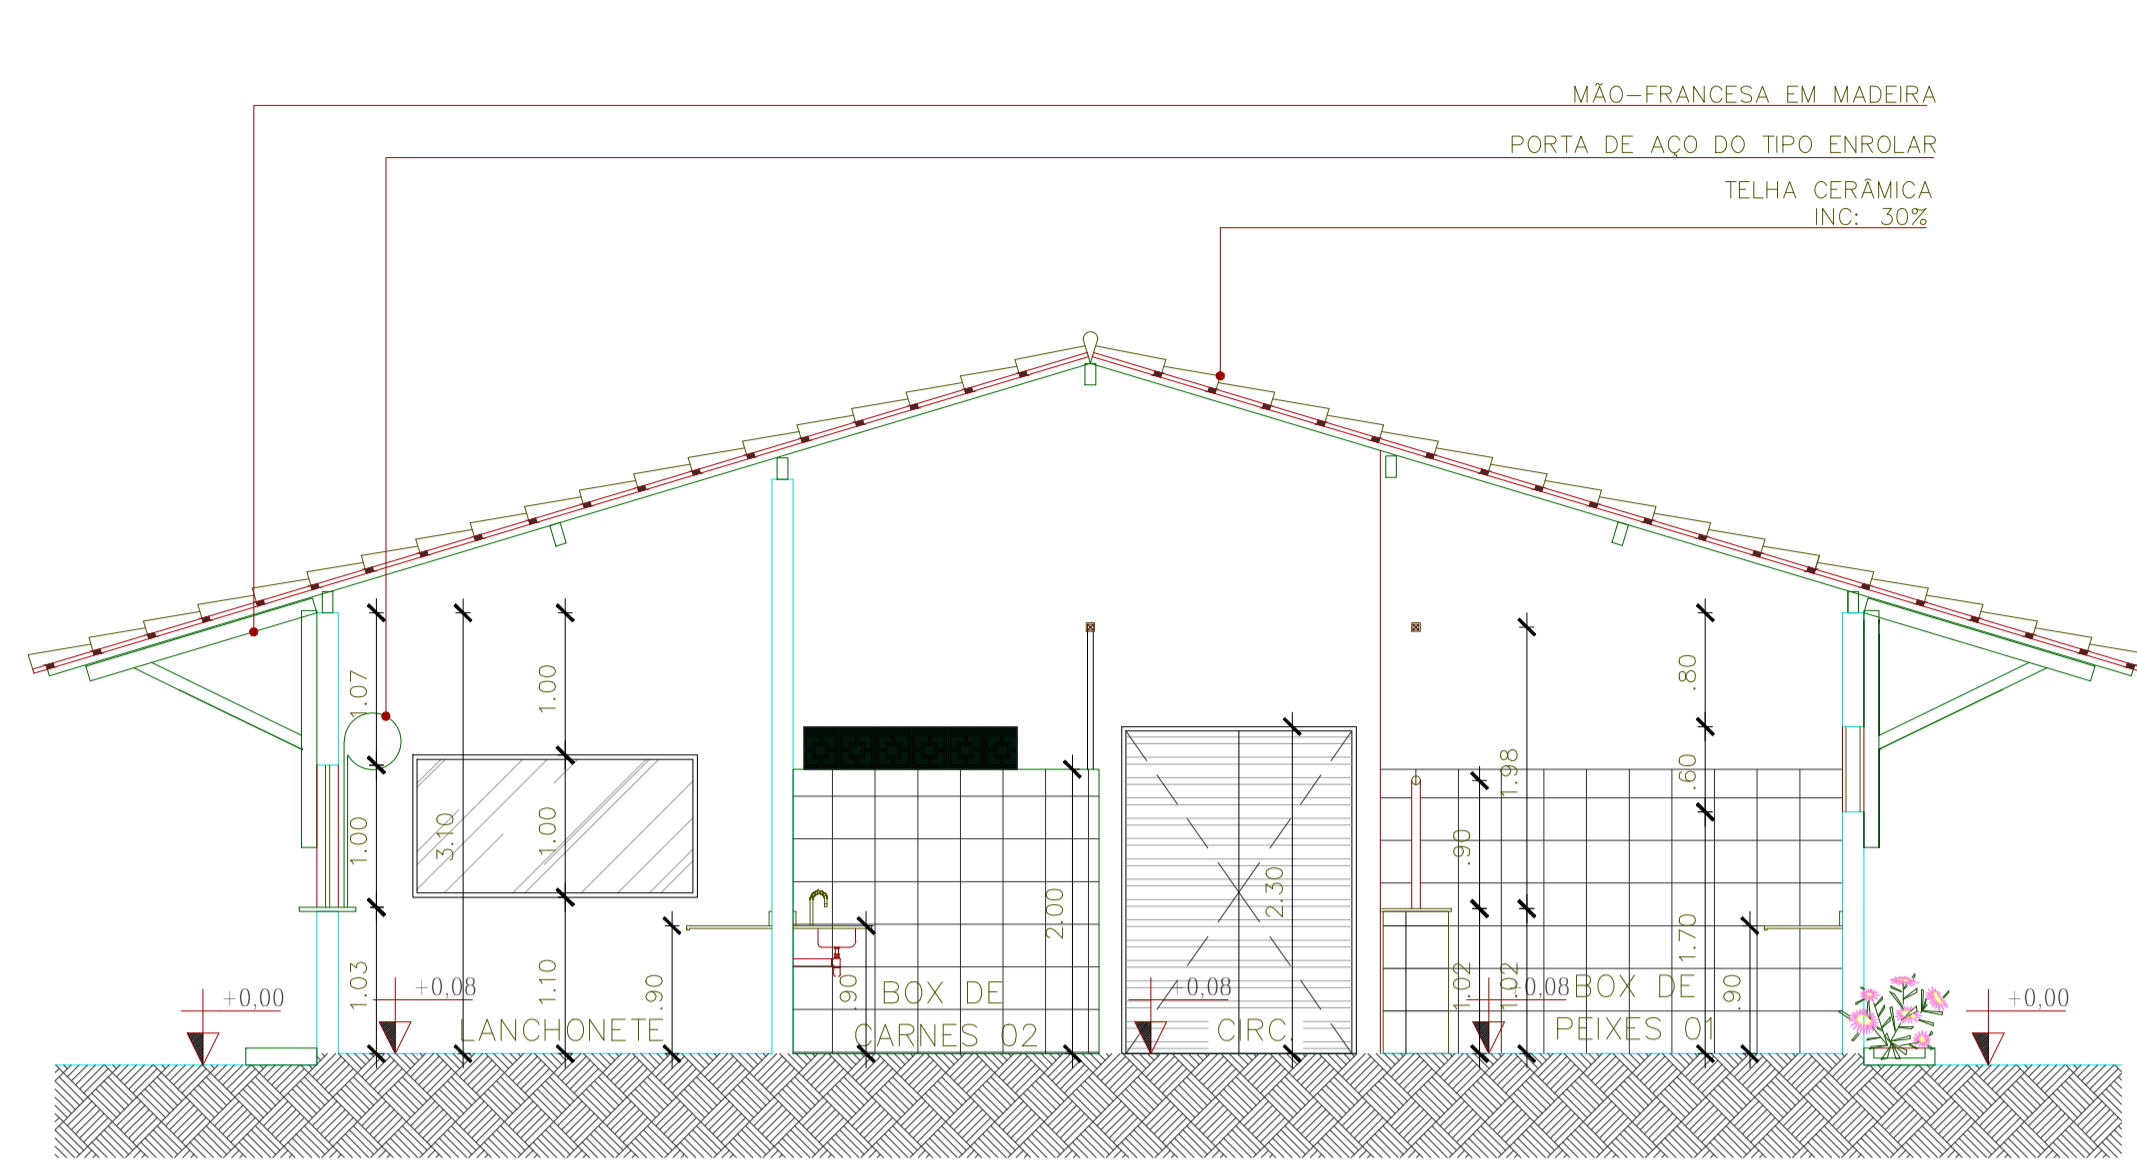 MÃO-FRANCESA EM MADEIRA
PORTA DE AÇO DO TIPO ENROLAR
TELHA CERÂMICA
INC: 30%
1.07
1.00
1.03
3.10
1.00
1.00
1.10
.90
.90
2.00
2.30
.90
1.02
1.98
1.02
.80
.60
1.70
.90
+0,00
+0,08
LANCHONETE
BOX DE
CARNES 02
+0,08
CIRC.
+0,08
BOX DE
PEIXES 01
+0,00